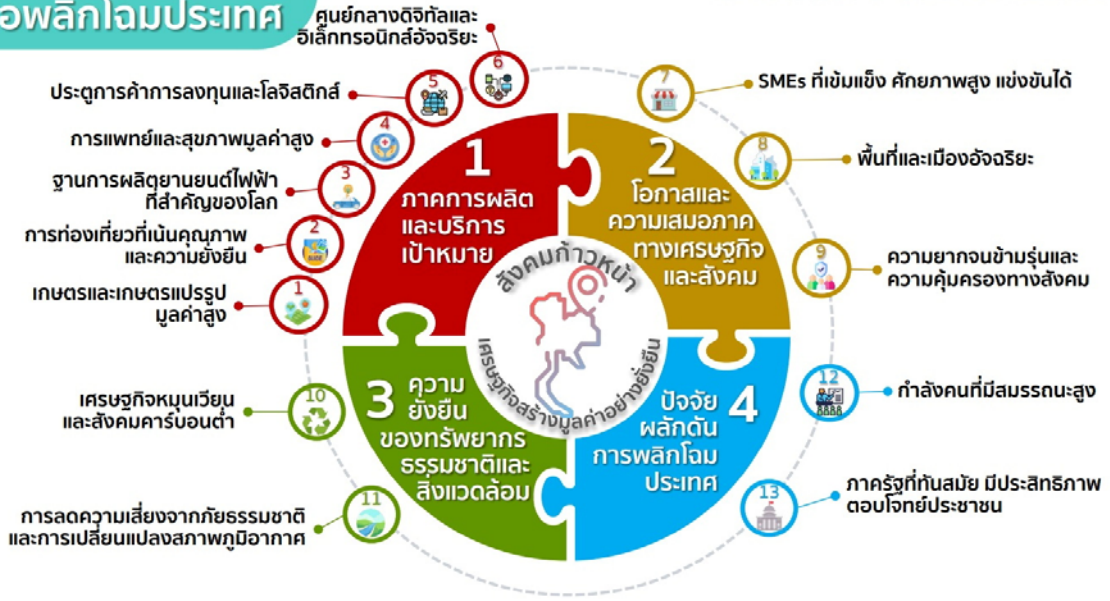 อพลิกโฉมประเทศ
ศูนย์กลางดิจิทัลและ
อิเล็กทรอนิกส์อัจฉริยะ
6
ประตูการค้าการลงทุนและโลจิสติกส์
5
การแพทย์และสุขภาพมูลค่าสูง
4
ฐานการผลิตยานยนต์ไฟฟ้า
ที่สำคัญของโลก
3
การท่องเที่ยวที่เน้นคุณภาพ
และความยั่งยืน
2
เกษตรและเกษตรแปรรูป
มูลค่าสูง
1
1
ภาคการผลิต
และบริการ
เป้าหมาย
2
โอกาสและ
ความเสมอภาค
ทางเศรษฐกิจ
และสังคม
7
SMEs ที่เข้มแข็ง ศักยภาพสูง แข่งขันได้
8
พื้นที่และเมืองอัจฉริยะ
9
ความยากจนข้ามรุ่นและ
ความคุ้มครองทางสังคม
สังคมก้าวหน้า
เศรษฐกิจสร้างมูลค่าอย่างยั่งยืน
3 ความ
ยั่งยืน
ของทรัพยากร
ธรรมชาติและ
สิ่งแวดล้อม
ปัจจัย 4
ผลักดัน
การพลิกโฉม
ประเทศ
เศรษฐกิจหมุนเวียน
และสังคมคาร์บอนต่ำ
10
การลดความเสี่ยงจากภัยธรรมชาติ
และการเปลี่ยนแปลงสภาพภูมิอากาศ
11
12
กำลังคนที่มีสมรรถนะสูง
13
ภาครัฐที่ทันสมัย มีประสิทธิภาพ
ตอบโจทย์ประชาชน